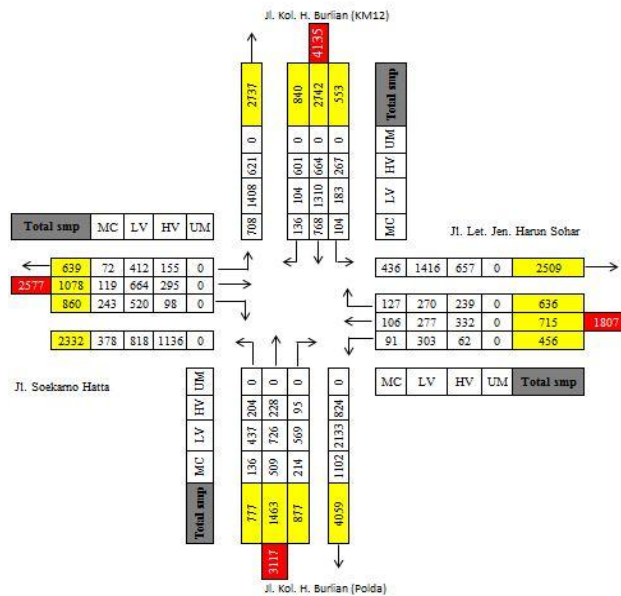 Jl. Kol. H. Burlian (KM12)
4135
2737 840 2742 553 Total smp
0 0 0 0 UM
621 601 664 267 HV
1408 104 1310 183 LV
708 136 768 104 MC
Total smp MC LV HV UM
Jl. Let. Jen. Harun Sohar
639 72 412 155 0
436 1416 657 0 2509
2577 1078 119 664 295 0
860 243 520 98 0
127 270 239 636
106 277 332 715 1807
91 303 62 456
2332 378 818 1136 0
Jl. Soekarno Hatta
MC LV HV UM Total smp
UM 0 0 0 0
HV 204 228 95 824
LV 437 726 569 2133
MC 136 509 214 1102
Total smp 777 1463 877 4059
3117
Jl. Kol. H. Burlian (Polda)